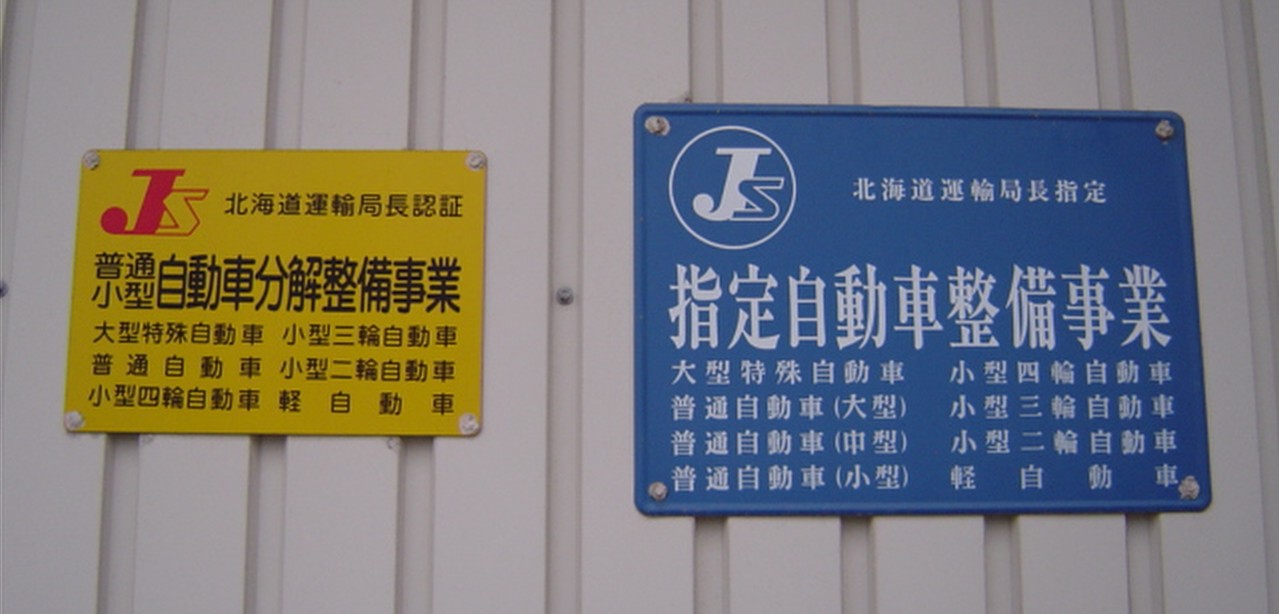 JS 北海道運輸局長認証
普通
小型
自動車分解整備事業
大型特殊自動車 小型三輪自動車
普通自動車 小型二輪自動車
小型四輪自動車 軽自動車
JS 北海道運輸局長指定
指定自動車整備事業
大型特殊自動車 小型四輪自動車
普通自動車(大型) 小型三輪自動車
普通自動車(中型) 小型二輪自動車
普通自動車(小型) 軽自動車